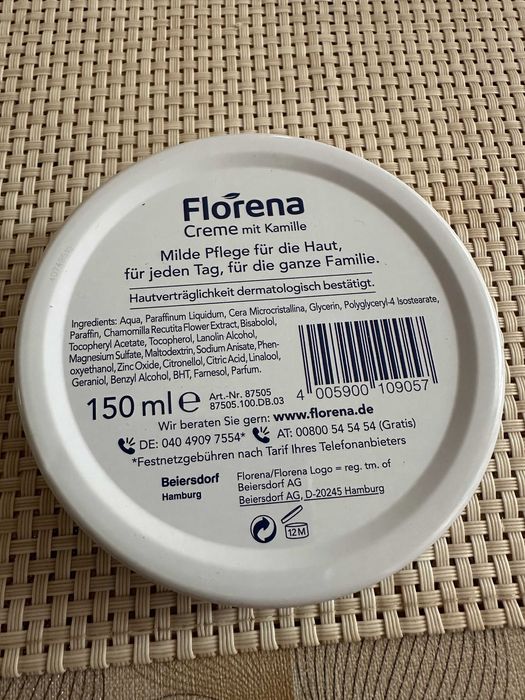 Florena
Creme mit Kamille
Milde Pflege für die Haut,
für jeden Tag, für die ganze Familie.
Hautverträglichkeit dermatologisch bestätigt.
Ingredients: Aqua, Paraffinum Liquidum, Cera Microcristallina, Glycerin, Polyglyceryl-4 Isostearate,
Paraffin, Chamomilla Recutita Flower Extract, Bisabolol,
Tocopheryl Acetate, Tocopherol, Lanolin Alcohol,
Magnesium Sulfate, Maltodextrin, Sodium Anisate, Phen-
oxyethanol, Zinc Oxide, Citronellol, Citric Acid, Linalool,
Geraniol, Benzyl Alcohol, BHT, Farnesol, Parfum.
4 005900 109057
150 ml e
Art.-Nr. 87505
87505.100.DB.03
Wir beraten Sie gern: www.florena.de
DE: 040 4909 7554* AT: 00800 54 54 54 (Gratis)
*Festnetzgebühren nach Tarif Ihres Telefonanbieters
Beiersdorf
Hamburg
Florena/Florena Logo = reg. tm. of
Beiersdorf AG
Beiersdorf AG, D-20245 Hamburg
12M